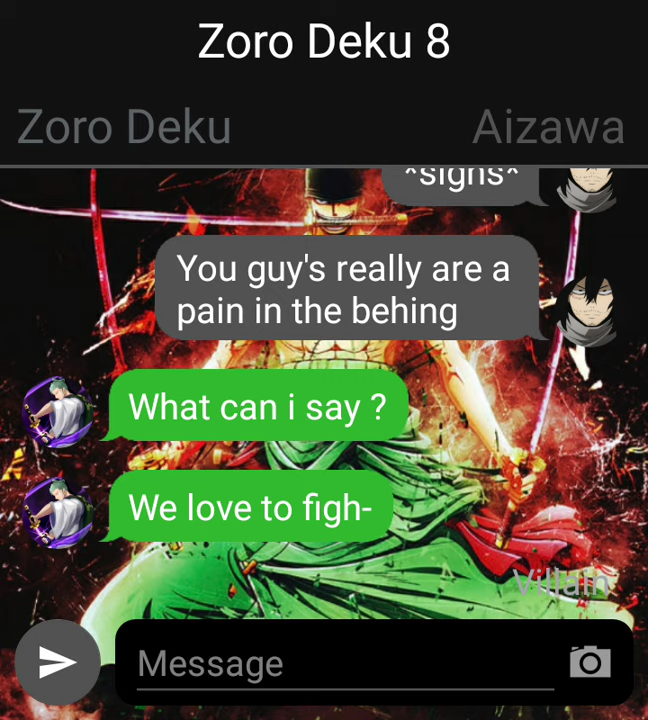 Zoro Deku 8
Zoro Deku
Aizawa
*sighs*
You guy's really are a
pain in the behing
What can i say ?
We love to figh-
Villain
Message